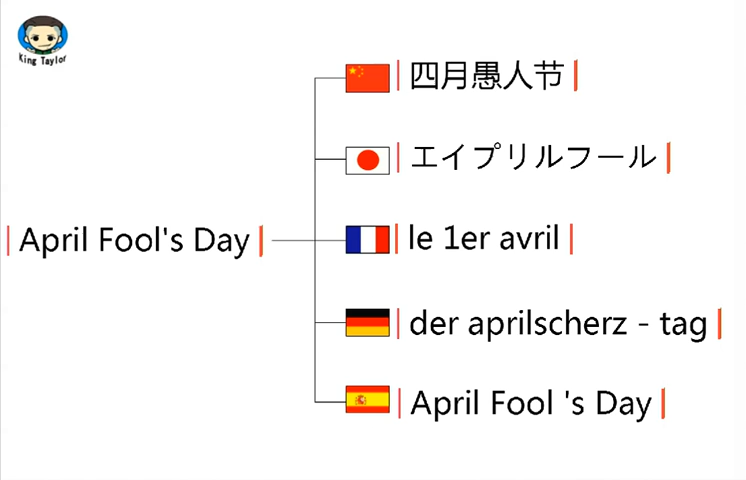 King Taylor
四月愚人节
エイプリルフール
April Fool's Day
le 1er avril
der aprilscherz - tag
April Fool 's Day